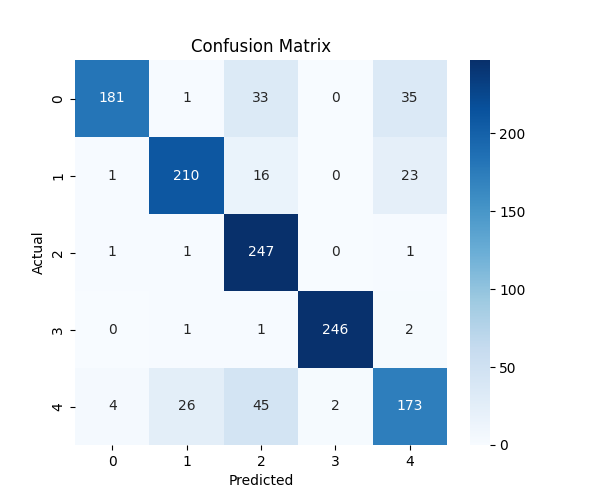 Confusion Matrix
0 181 1 33 0 35
1 1 210 16 0 23
2 1 1 247 0 1
3 0 1 1 246 2
4 4 26 45 2 173
0 1 2 3 4
Actual
Predicted
200
150
100
50
0